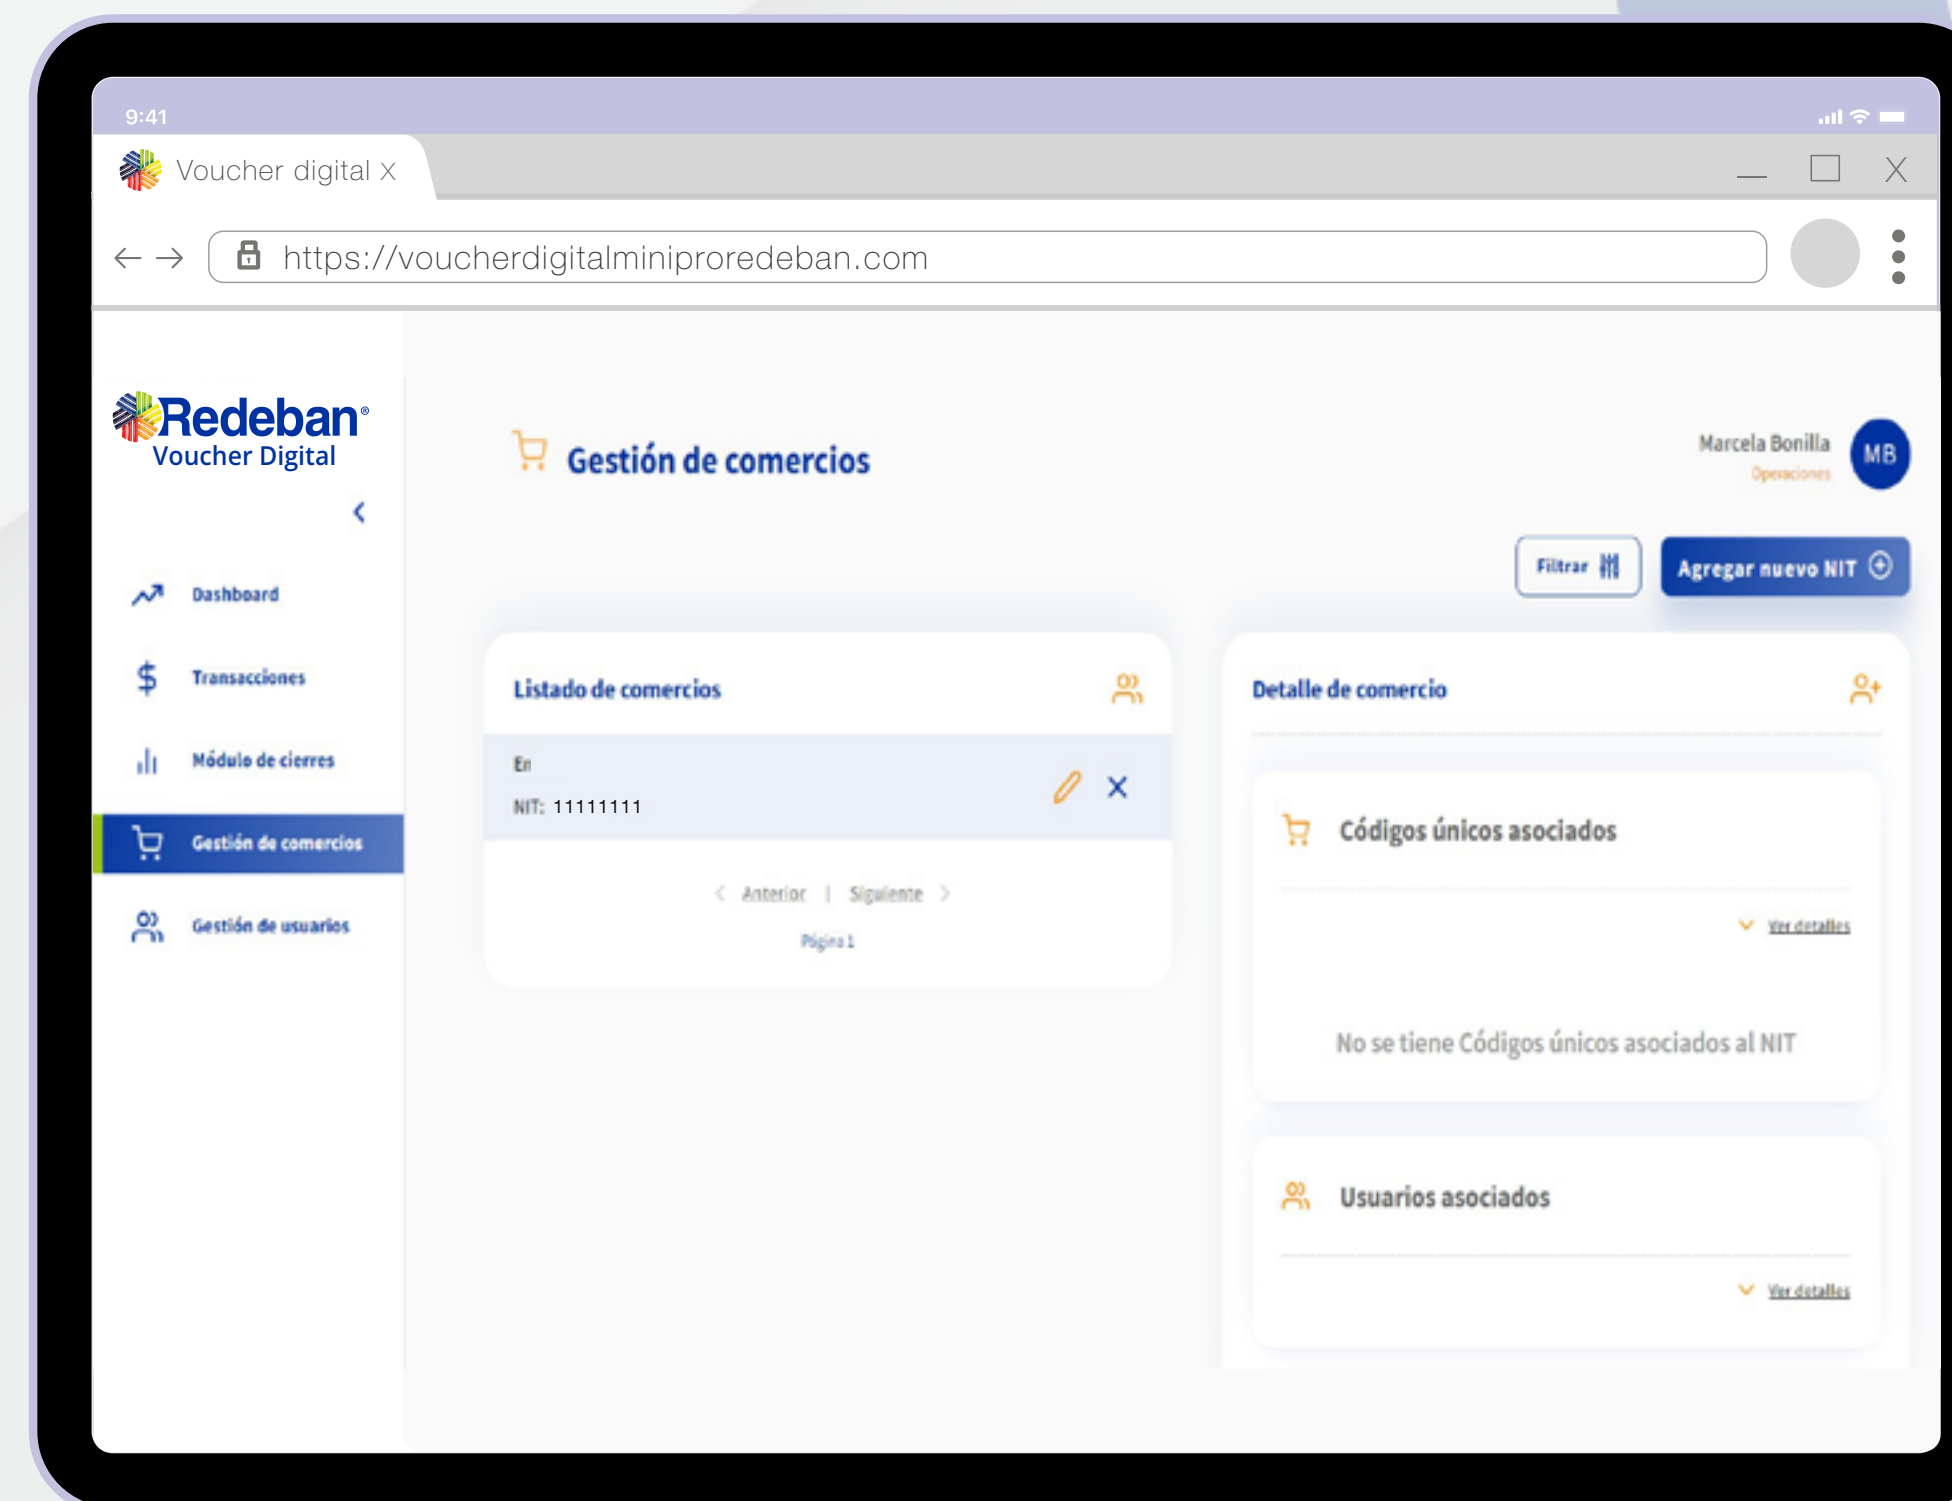 9:41
Voucher digital X
https://voucherdigitalminiproredeban.com
Redeban®
Voucher Digital
Dashboard
Transacciones
Módulo de cierres
Gestión de comercios
Gestión de usuarios
Gestión de comercios
Marcela Bonilla
Operaciones
MB
Filtrar
Agregar nuevo NIT
Listado de comercios
En
NIT: 11111111
< Anterior | Siguiente >
Página 1
Detalle de comercio
Códigos únicos asociados
Ver detalles
No se tiene Códigos únicos asociados al NIT
Usuarios asociados
Ver detalles